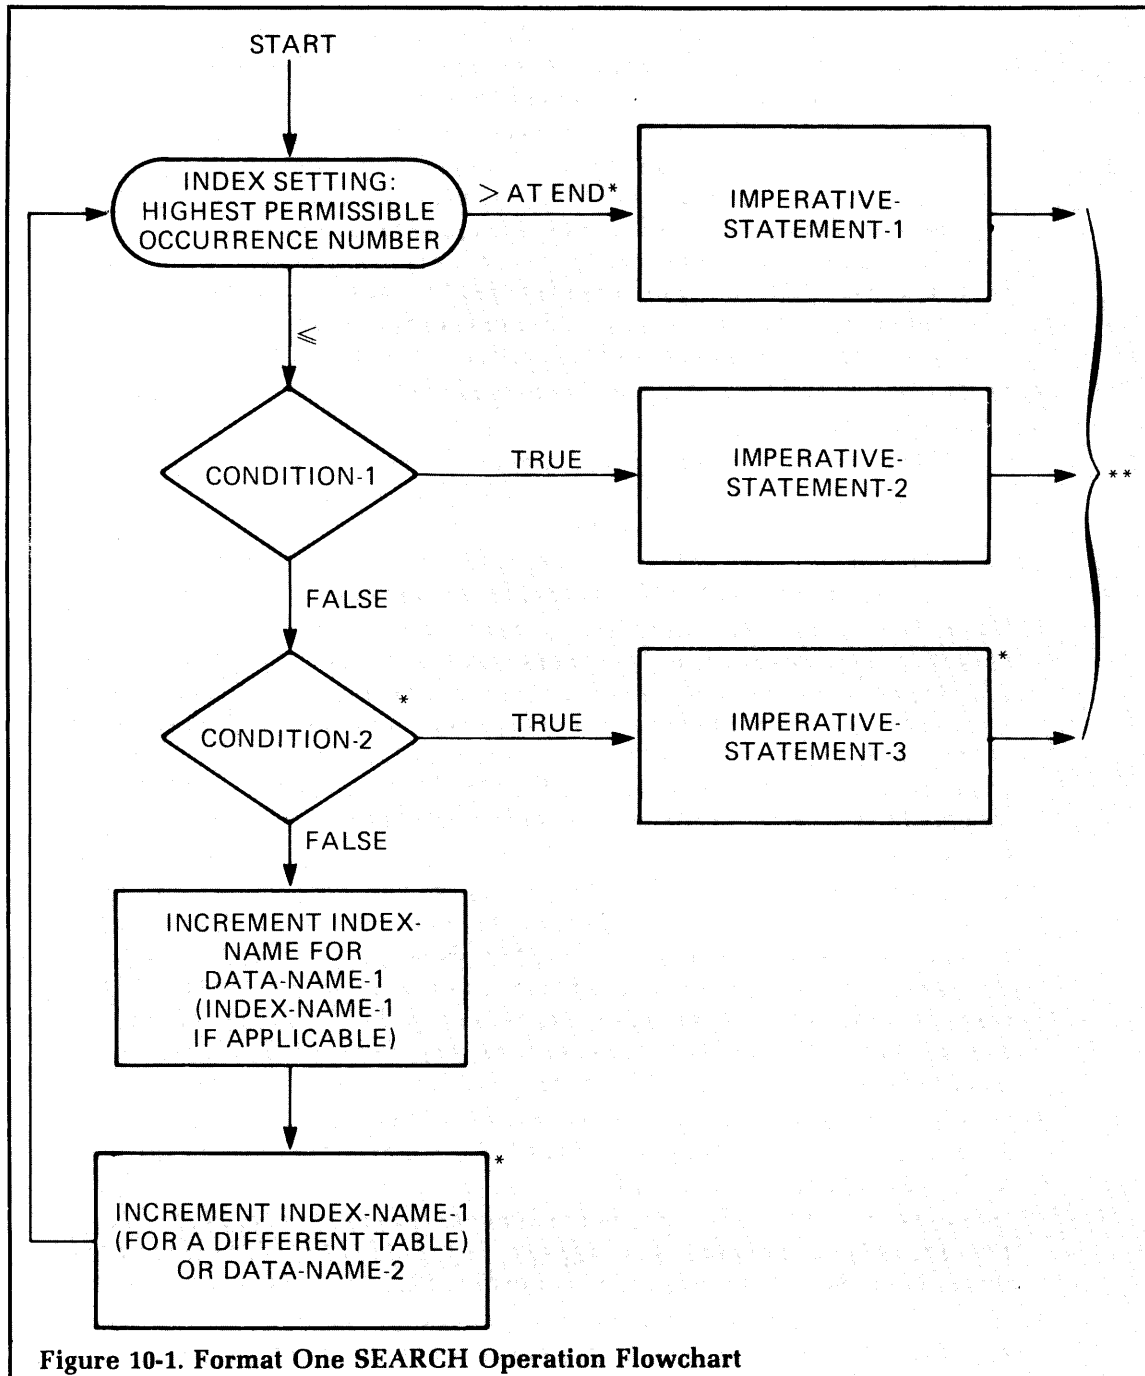 START
INDEX SETTING:
HIGHEST PERMISSIBLE
OCCURRENCE NUMBER
> AT END*
IMPERATIVE-
STATEMENT-1
≤
CONDITION-1
TRUE
IMPERATIVE-
STATEMENT-2
**
FALSE
CONDITION-2
*
TRUE
IMPERATIVE-
STATEMENT-3
*
FALSE
INCREMENT INDEX-
NAME FOR
DATA-NAME-1
(INDEX-NAME-1
IF APPLICABLE)
*
INCREMENT INDEX-NAME-1
(FOR A DIFFERENT TABLE)
OR DATA-NAME-2
Figure 10-1. Format One SEARCH Operation Flowchart